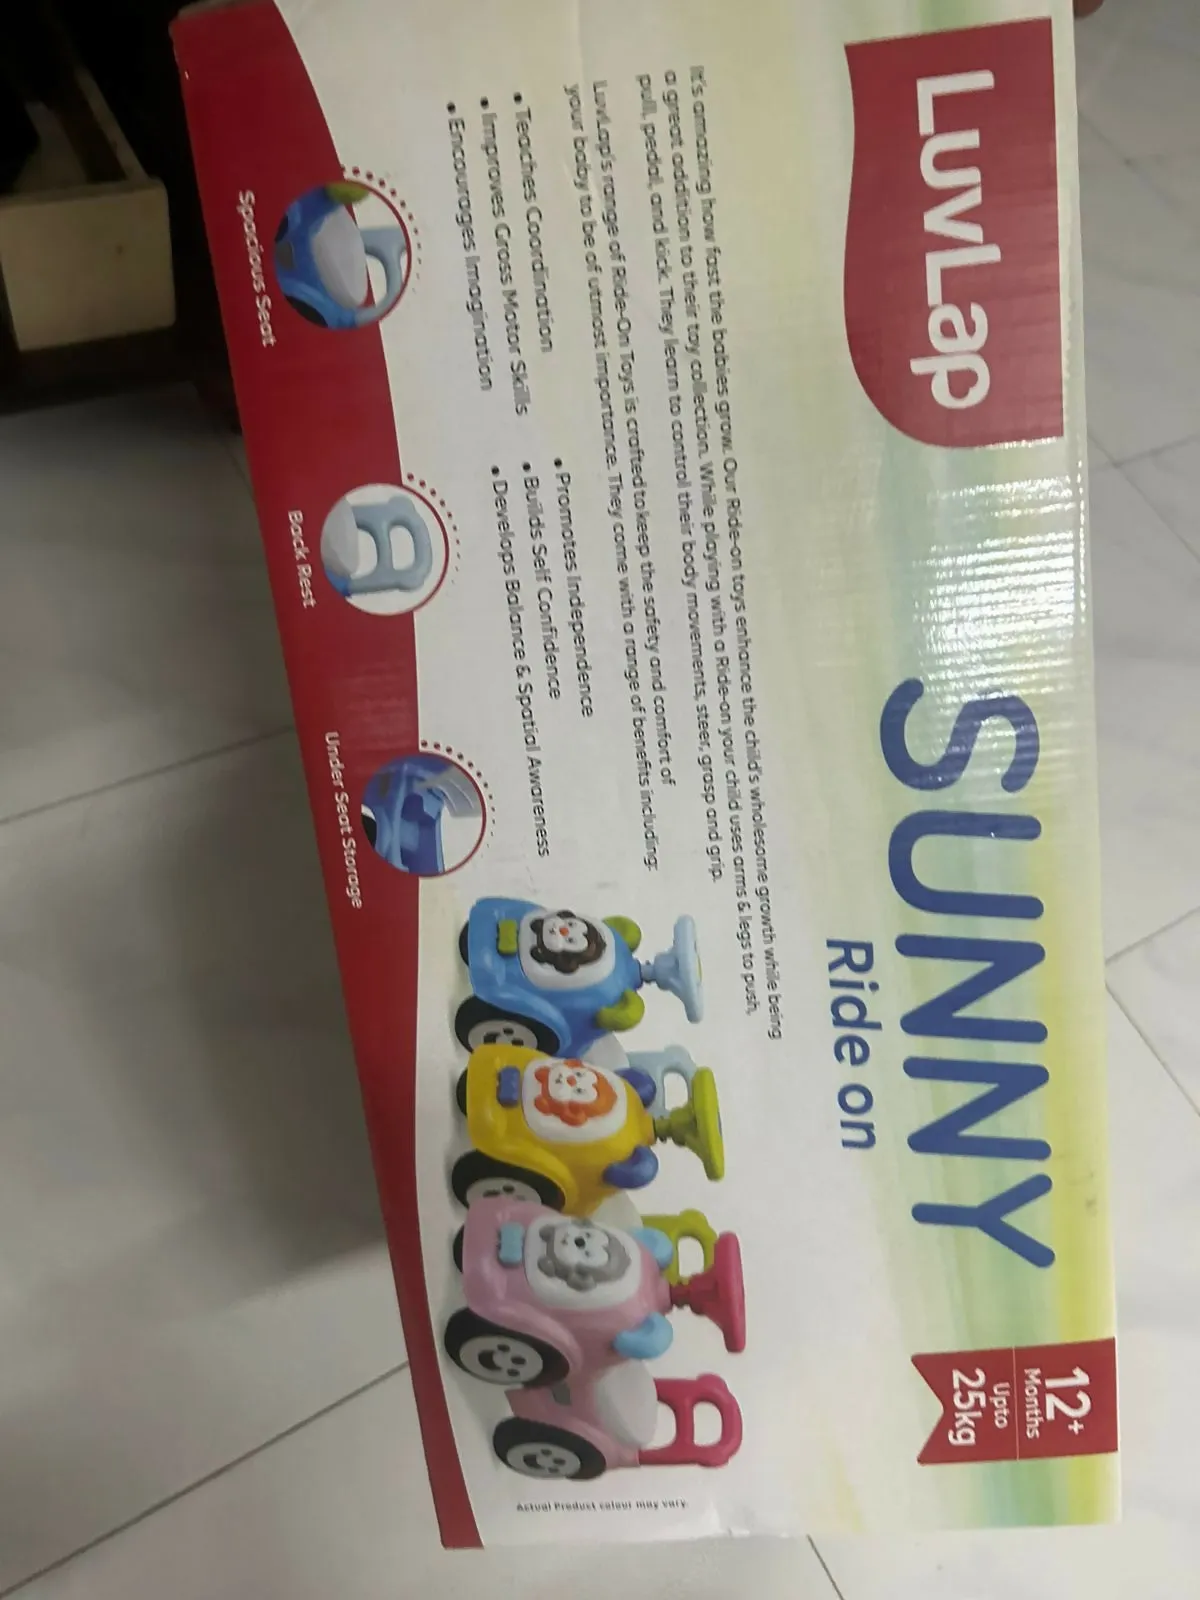 LuvLap
SUNNY
Ride on
12+
Months
Upto
25kg
It's amazing how fast the babies grow. Our Ride-on toys enhance the child's wholesome growth while being
a great addition to their toy collection. While playing with a Ride-on your child uses arms & legs to push,
pull, pedal, and kick. They learn to control their body movements, steer, grasp and grip.
LuvLap's range of Ride-On Toys is crafted to keep the safety and comfort of
your baby to be of utmost importance. They come with a range of benefits including:
• Teaches Coordination
• Improves Gross Motor Skills
• Encourages Imagination
• Promotes Independence
• Builds Self Confidence
• Develops Balance & Spatial Awareness
Spacious Seat
Back Rest
Under Seat Storage
Actual Product colour may vary.